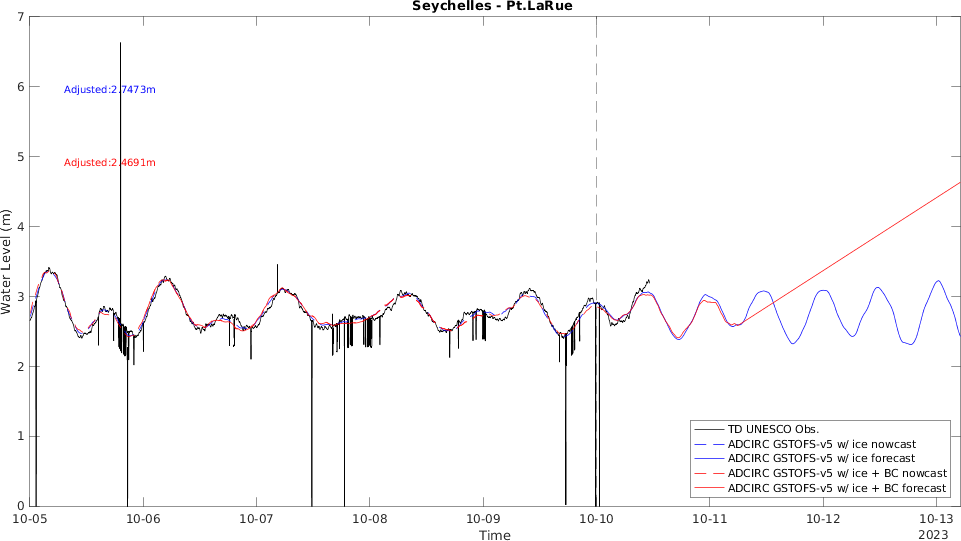 Seychelles - Pt.LaRue
7
6
5
4
3
2
1
0
Water Level (m)
Adjusted:2.7473m
Adjusted:2.4691m
TD UNESCO Obs.
ADCIRC GSTOFS-v5 w/ ice nowcast
ADCIRC GSTOFS-v5 w/ ice forecast
ADCIRC GSTOFS-v5 w/ ice + BC nowcast
ADCIRC GSTOFS-v5 w/ ice + BC forecast
10-05 10-06 10-07 10-08 10-09 10-10 10-11 10-12 10-13
2023
Time